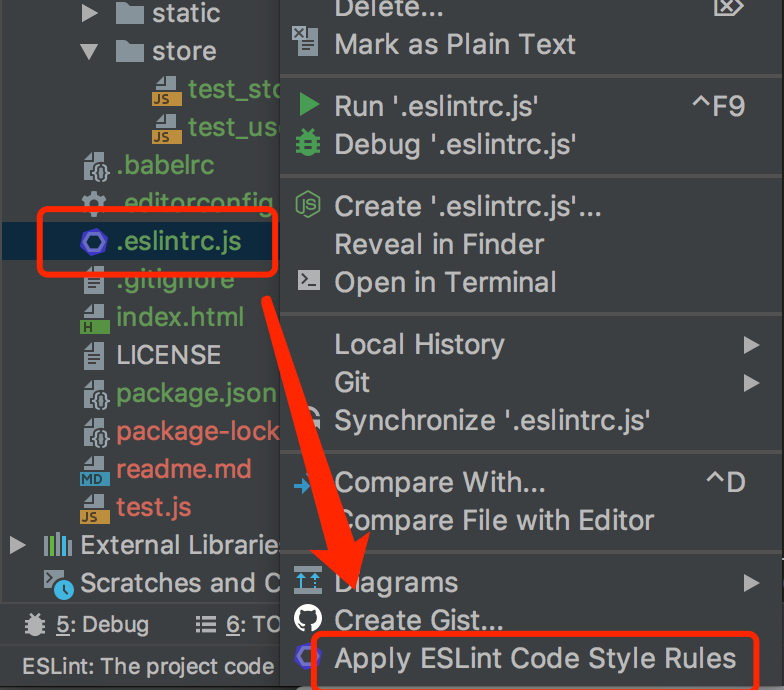 static
store
test_sto
test_us
.babelrc
.editorconfig
.eslintrc.js
.gitignore
index.html
LICENSE
package.json
package-lock
readme.md
test.js
External Librarie
Scratches and C
5: Debug
6: TO
ESLint: The project code
Delete...
Mark as Plain Text
Run '.eslintrc.js' ^F9
Debug '.eslintrc.js'
Create '.eslintrc.js'...
Reveal in Finder
Open in Terminal
Local History
Git
Synchronize '.eslintrc.js'
Compare With... ^D
Compare File with Editor
Diagrams
Create Gist...
Apply ESLint Code Style Rules